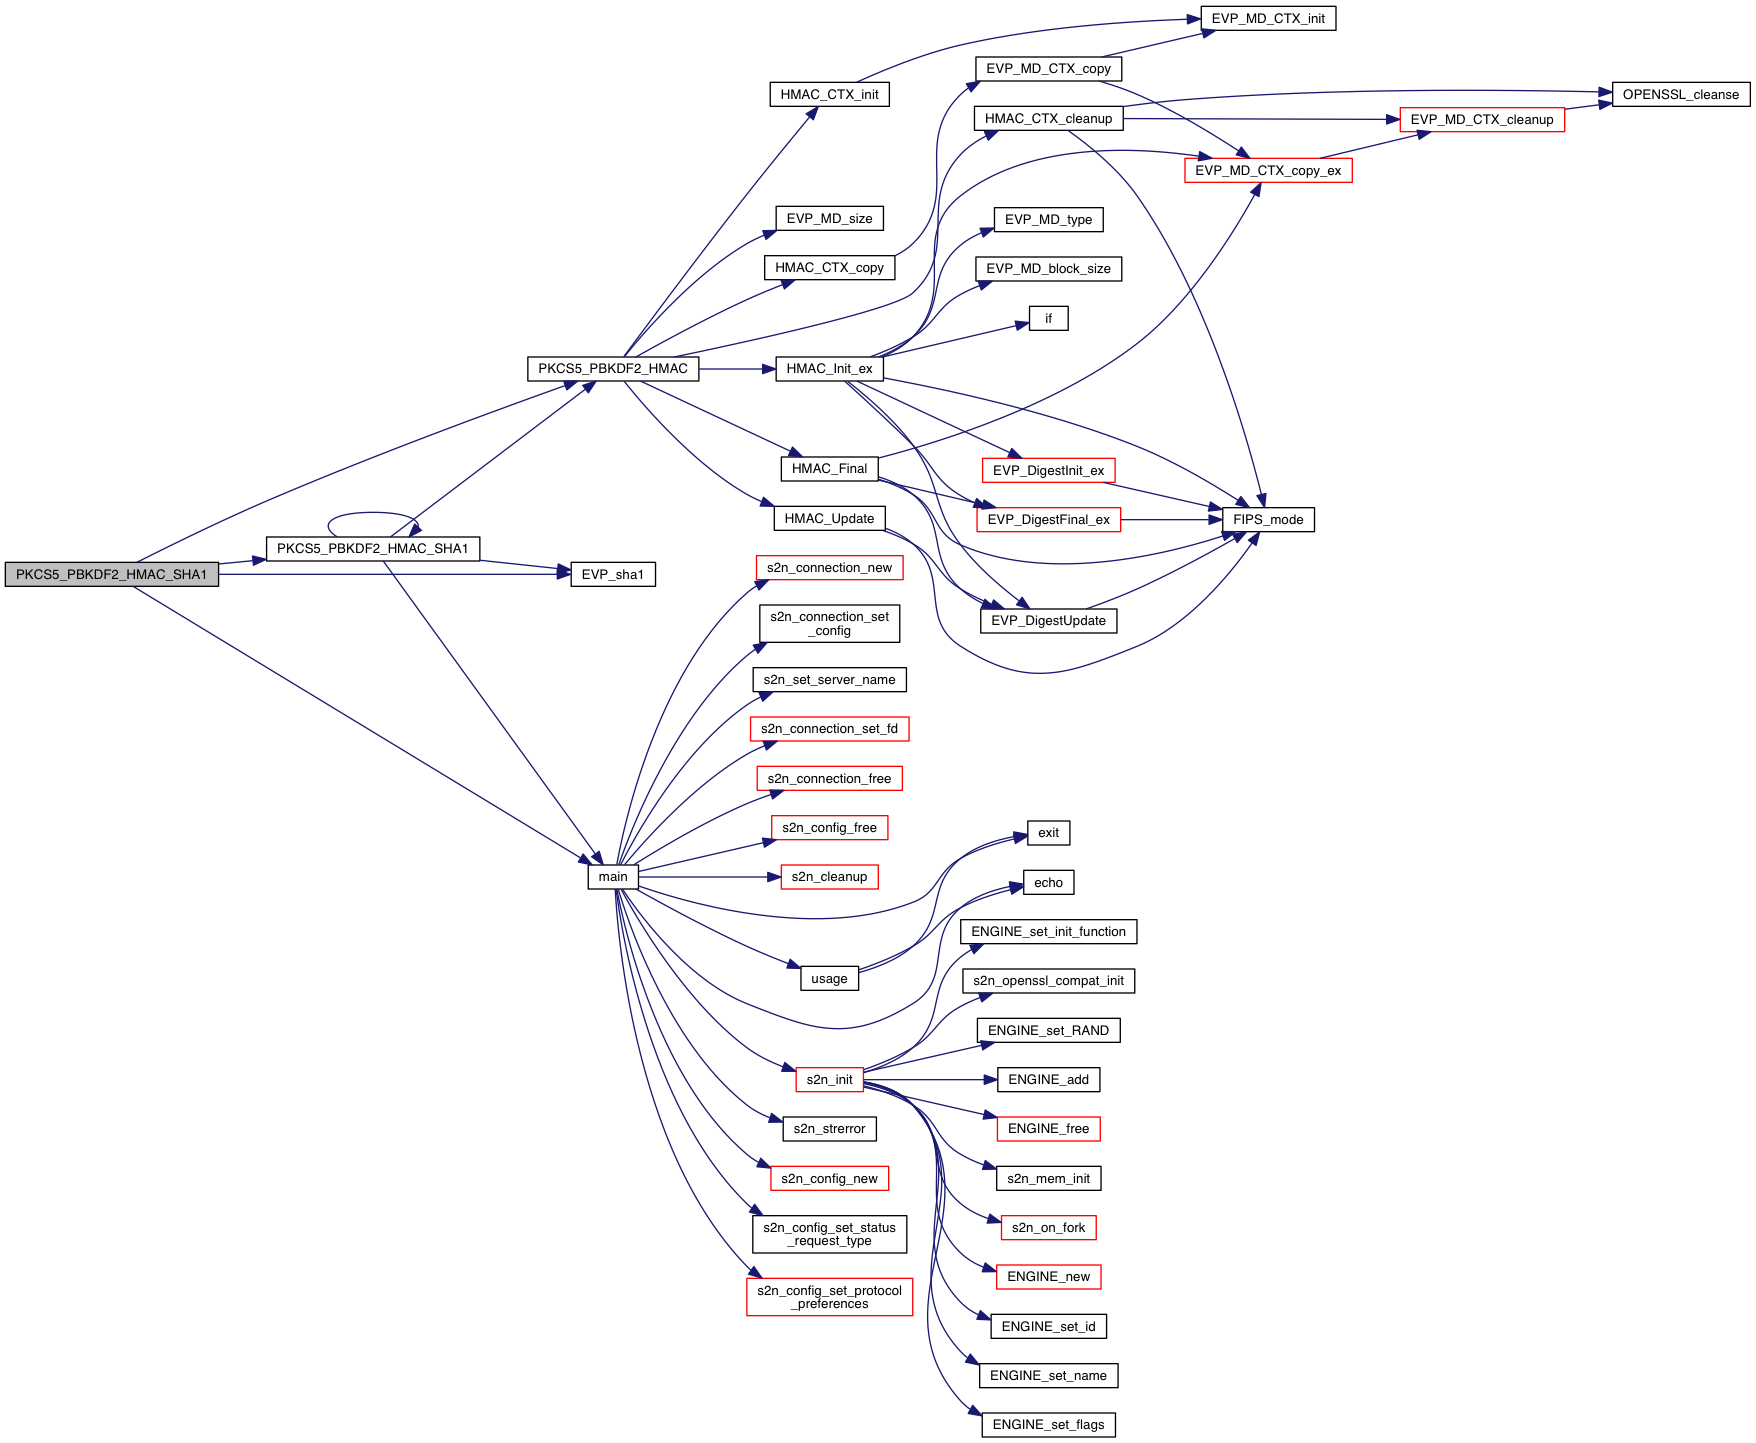 EVP_MD_CTX_init
EVP_MD_CTX_copy
HMAC_CTX_init
OPENSSL_cleanse
HMAC_CTX_cleanup
EVP_MD_CTX_cleanup
EVP_MD_CTX_copy_ex
EVP_MD_size
EVP_MD_type
HMAC_CTX_copy
EVP_MD_block_size
if
PKCS5_PBKDF2_HMAC
HMAC_Init_ex
HMAC_Final
EVP_DigestInit_ex
HMAC_Update
EVP_DigestFinal_ex
FIPS_mode
PKCS5_PBKDF2_HMAC_SHA1
PKCS5_PBKDF2_HMAC_SHA1
EVP_sha1
s2n_connection_new
s2n_connection_set
_config
EVP_DigestUpdate
s2n_set_server_name
s2n_connection_set_fd
s2n_connection_free
s2n_config_free
exit
main
s2n_cleanup
echo
ENGINE_set_init_function
usage
s2n_openssl_compat_init
ENGINE_set_RAND
s2n_init
ENGINE_add
s2n_strerror
ENGINE_free
s2n_config_new
s2n_mem_init
s2n_config_set_status
_request_type
s2n_on_fork
ENGINE_new
s2n_config_set_protocol
_preferences
ENGINE_set_id
ENGINE_set_name
ENGINE_set_flags